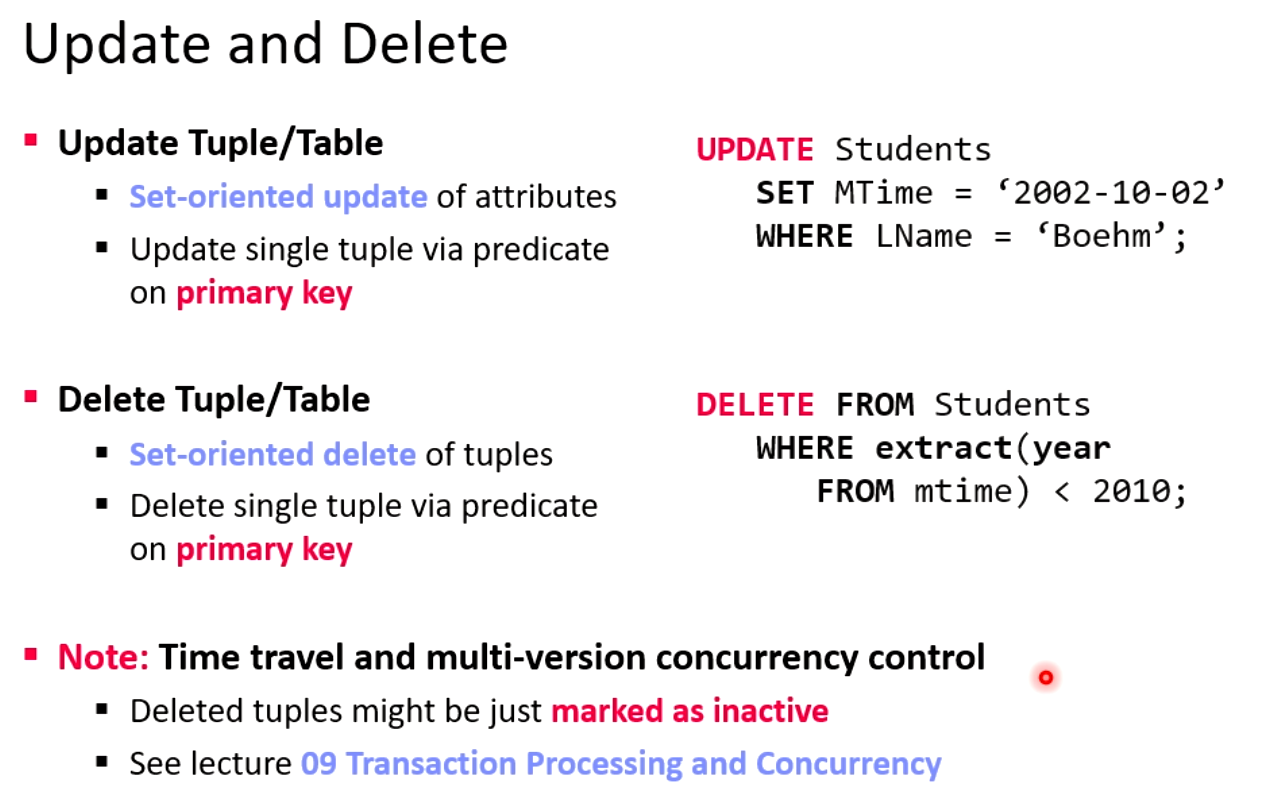 Update and Delete
Update Tuple/Table
Set-oriented update of attributes
Update single tuple via predicate
on primary key
UPDATE Students
SET MTime = ‘2002-10-02’
WHERE LName = ‘Boehm’;
Delete Tuple/Table
Set-oriented delete of tuples
Delete single tuple via predicate
on primary key
DELETE FROM Students
WHERE extract(year
FROM mtime) < 2010;
Note: Time travel and multi-version concurrency control
Deleted tuples might be just marked as inactive
See lecture 09 Transaction Processing and Concurrency